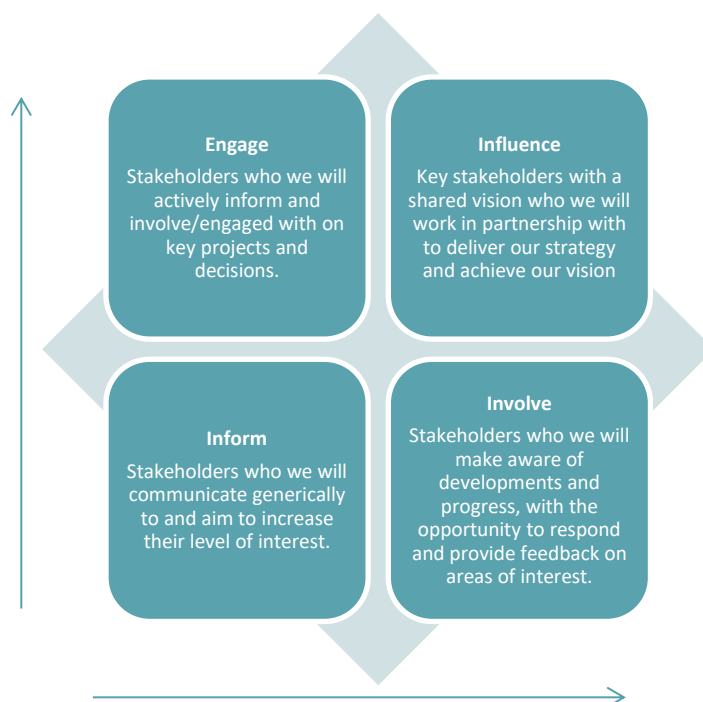 Engage
Stakeholders who we will
actively inform and
involve/engaged with on
key projects and
decisions.
Influence
Key stakeholders with a
shared vision who we will
work in partnership with
to deliver our strategy
and achieve our vision
Inform
Stakeholders who we will
communicate generically
to and aim to increase
their level of interest.
Involve
Stakeholders who we will
make aware of
developments and
progress, with the
opportunity to respond
and provide feedback on
areas of interest.